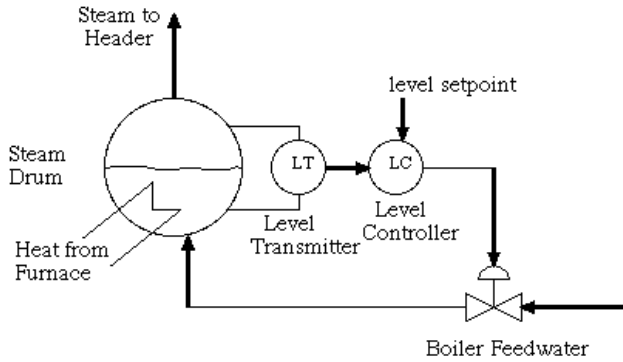 Steam to
Header
level setpoint
Steam
Drum
LT
LC
Level
Transmitter
Level
Controller
Heat from
Furnace
Boiler Feedwater